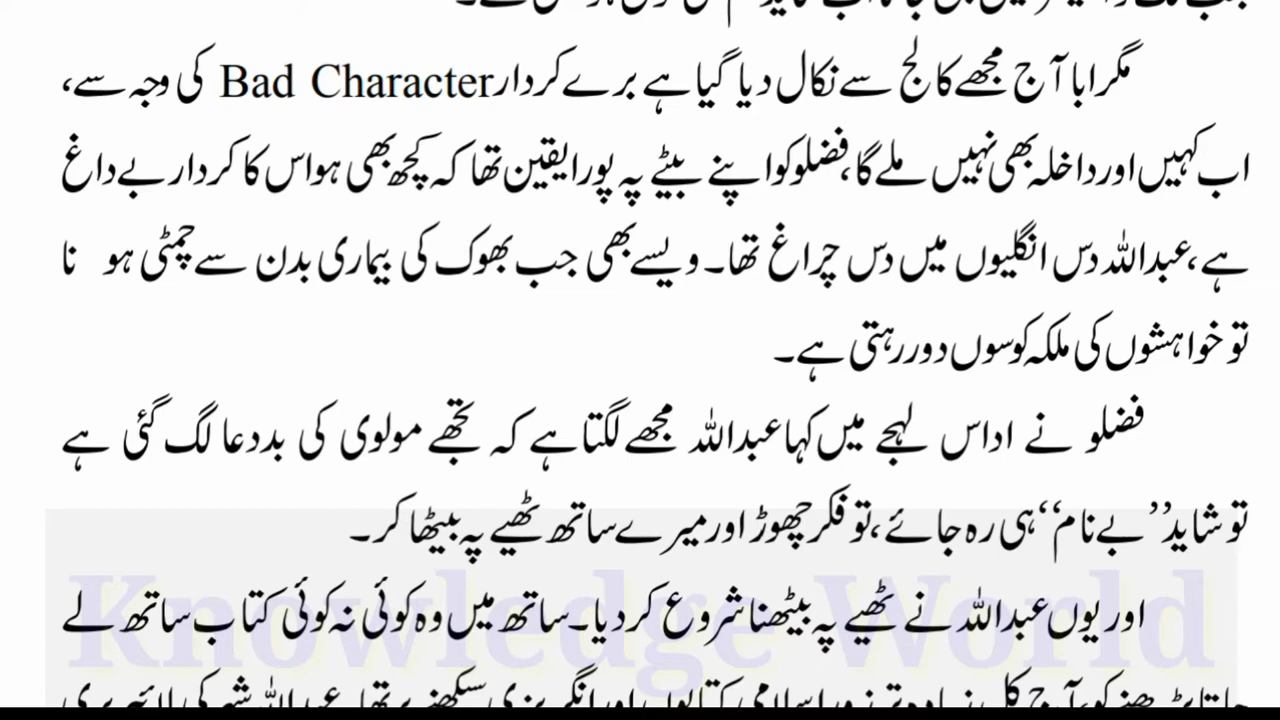 مگر ابا آج مجھے کالج سے نکال دیا گیا ہے برے کردار Bad Character کی وجہ سے،
اب کہیں اور داخلہ بھی نہیں ملے گا، فضلو کو اپنے بیٹے پہ پورا یقین تھا کہ کچھ بھی ہو اس کا کردار بے داغ
ہے، عبداللہ دس انگلیوں میں دس چراغ تھا۔ ویسے بھی جب بھوک کی بیماری بدن سے چمٹی ہو نا
تو خواہشوں کی ملکہ کوسوں دور رہتی ہے۔
فضلو نے اداس لہجے میں کہا عبداللہ مجھے لگتا ہے کہ تجھے مولوی کی بددعا لگ گئی ہے
تو شاید ’’بے نام‘‘ ہی رہ جائے، تو فکر چھوڑ اور میرے ساتھ ٹھیے پہ بیٹھا کر۔
اور یوں عبداللہ نے ٹھیے پہ بیٹھنا شروع کر دیا۔ ساتھ میں وہ کوئی نہ کوئی کتاب ساتھ لے
Knowledge World